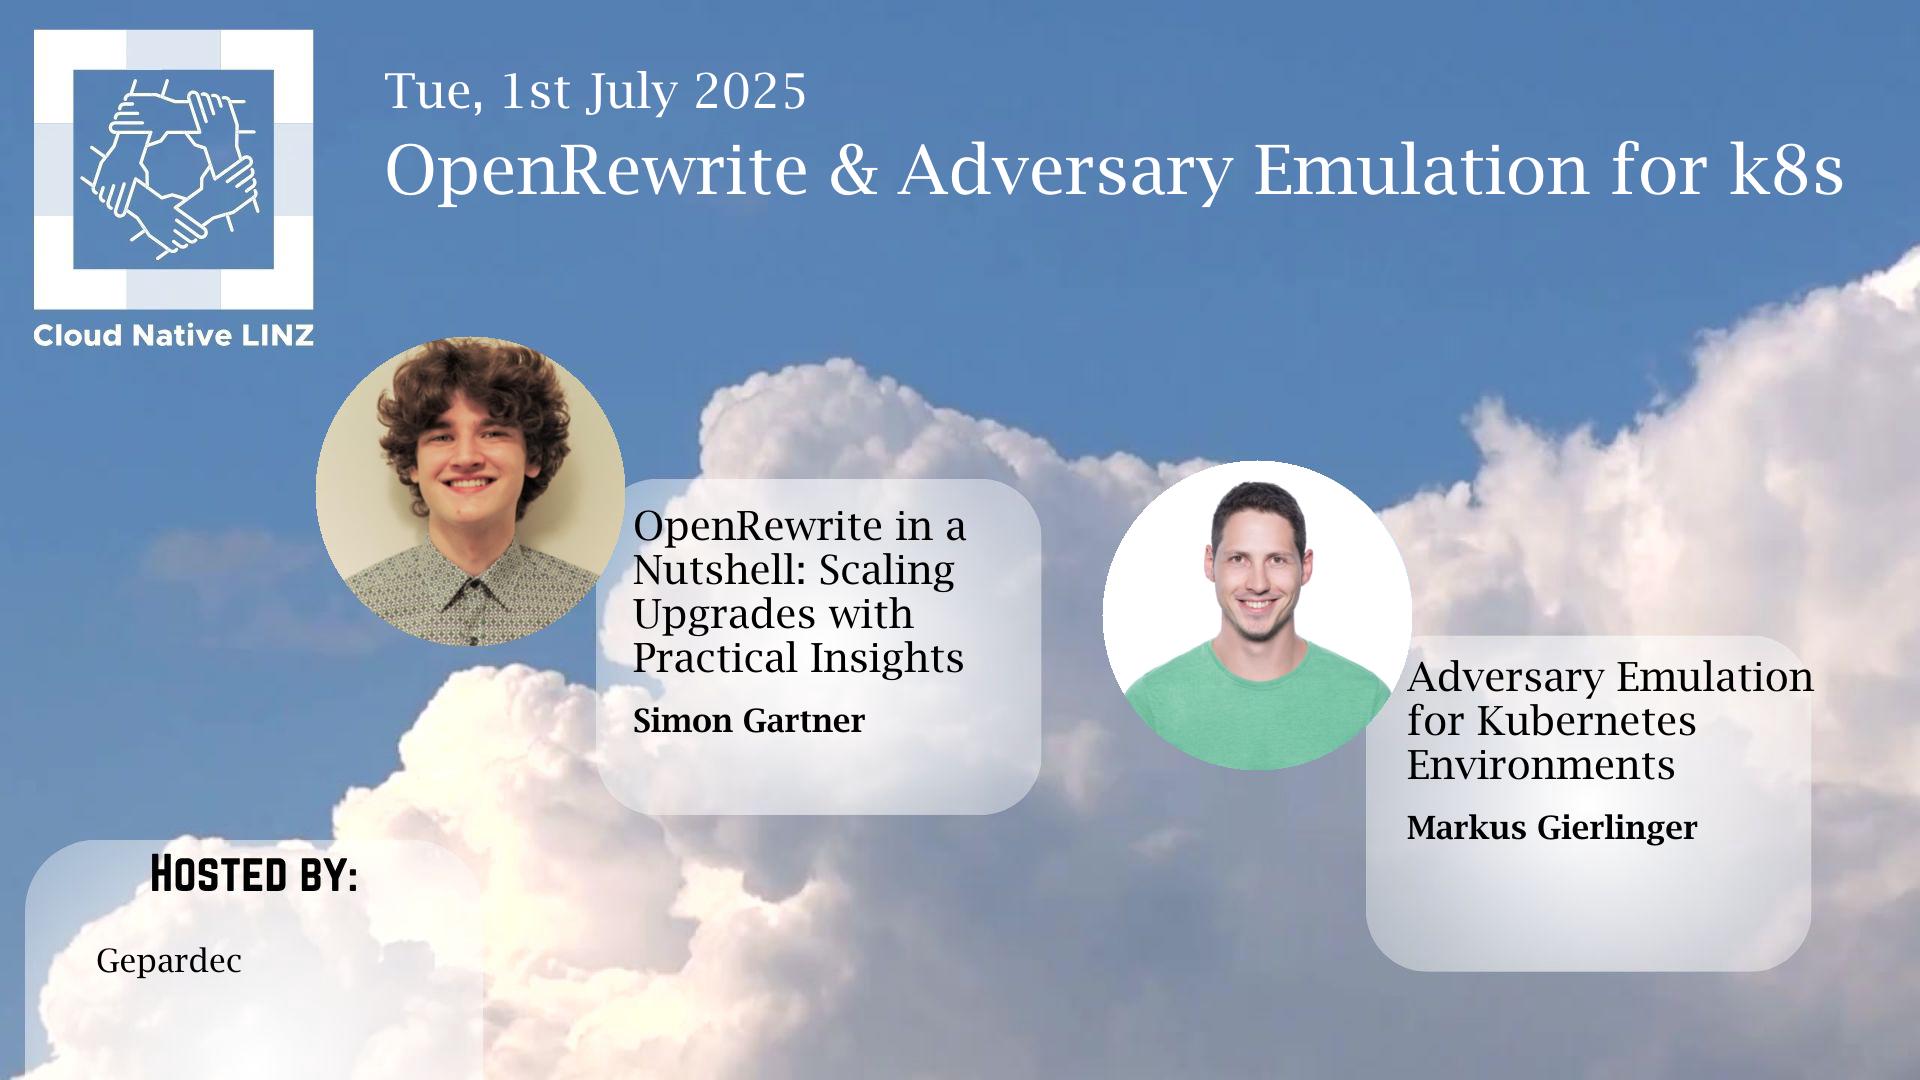 Tue, 1st July 2025
OpenRewrite & Adversary Emulation for k8s
Cloud Native LINZ
OpenRewrite in a
Nutshell: Scaling
Upgrades with
Practical Insights
Simon Gartner
Adversary Emulation
for Kubernetes
Environments
Markus Gierlinger
HOSTED BY:
Gepardec